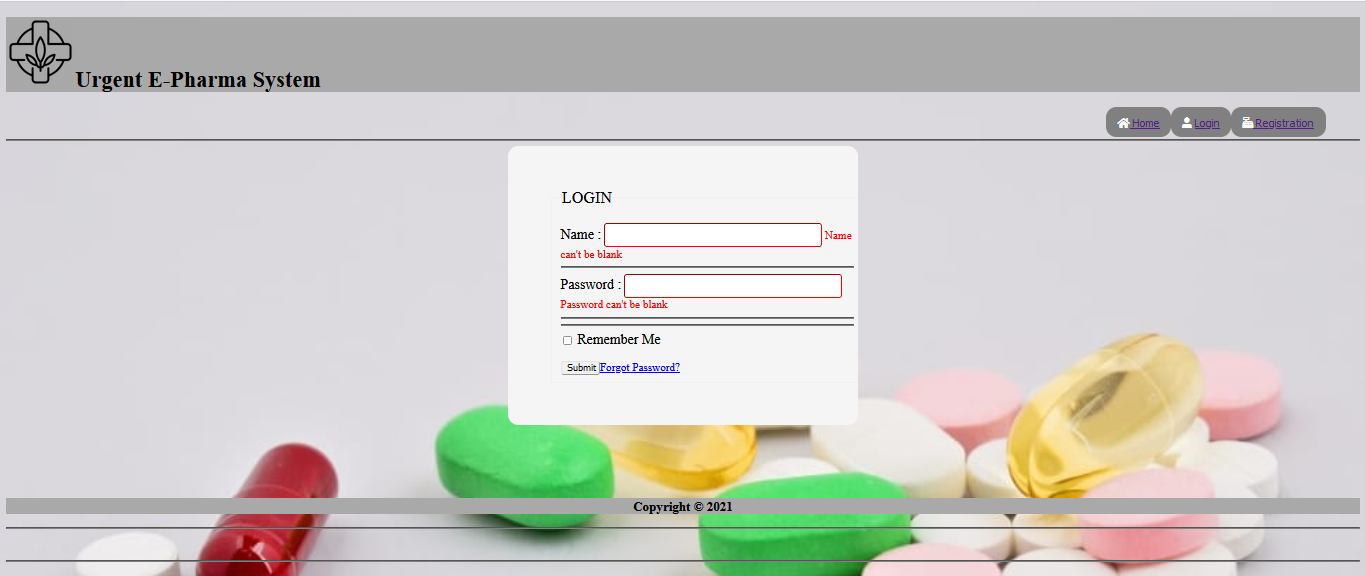 Urgent E-Pharma System
Home Login Registration
LOGIN
Name : Name
can't be blank
Password :
Password can't be blank
Remember Me
Submit Forgot Password?
Copyright © 2021